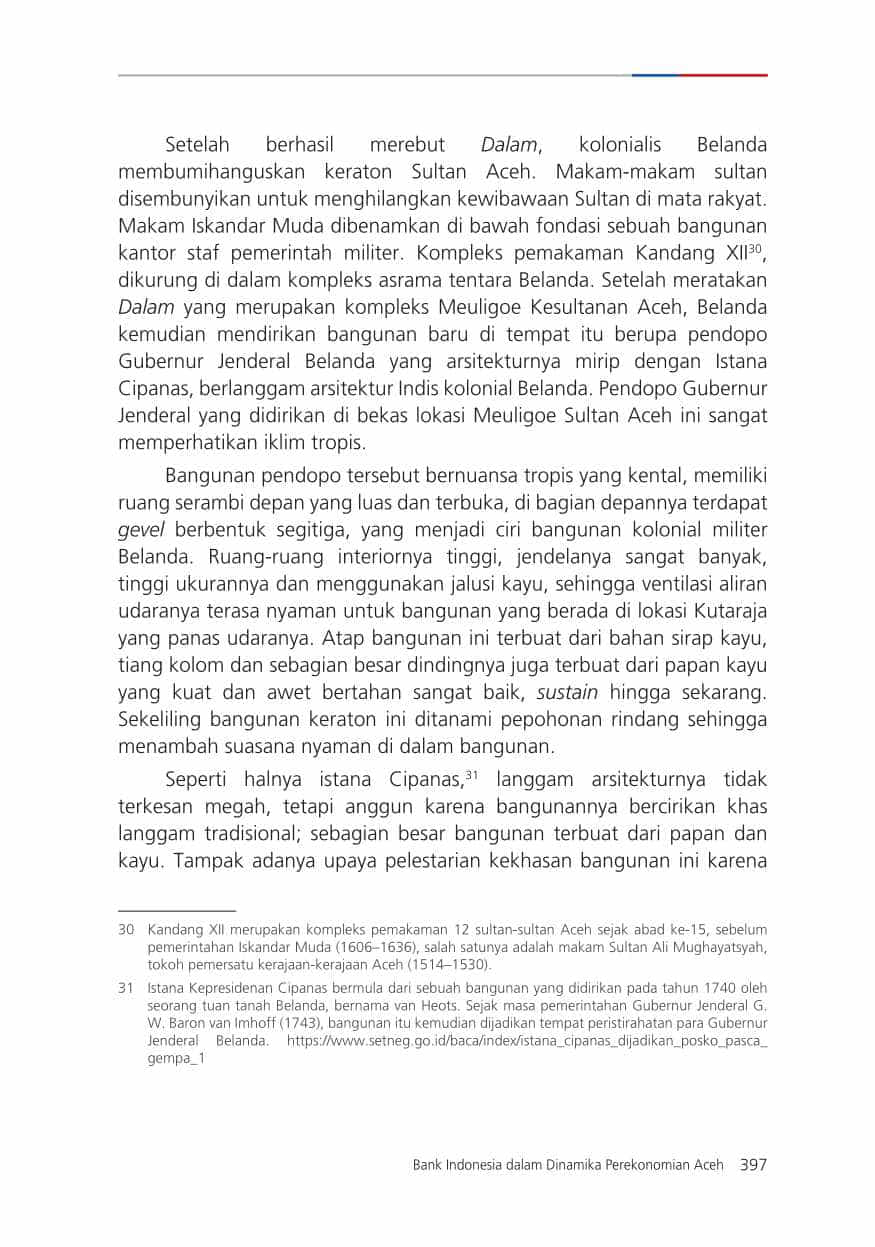 Setelah berhasil merebut Dalam, kolonialis Belanda
membumihanguskan keraton Sultan Aceh. Makam-makam sultan
disembunyikan untuk menghilangkan kewibawaan Sultan di mata rakyat.
Makam Iskandar Muda dibenamkan di bawah fondasi sebuah bangunan
kantor staf pemerintah militer. Kompleks pemakaman Kandang XII30,
dikurung di dalam kompleks asrama tentara Belanda. Setelah meratakan
Dalam yang merupakan kompleks Meuligoe Kesultanan Aceh, Belanda
kemudian mendirikan bangunan baru di tempat itu berupa pendopo
Gubernur Jenderal Belanda yang arsitekturnya mirip dengan Istana
Cipanas, berlanggam arsitektur Indis kolonial Belanda. Pendopo Gubernur
Jenderal yang didirikan di bekas lokasi Meuligoe Sultan Aceh ini sangat
memperhatikan iklim tropis.
Bangunan pendopo tersebut bernuansa tropis yang kental, memiliki
ruang serambi depan yang luas dan terbuka, di bagian depannya terdapat
gevel berbentuk segitiga, yang menjadi ciri bangunan kolonial militer
Belanda. Ruang-ruang interiornya tinggi, jendelanya sangat banyak,
tinggi ukurannya dan menggunakan jalusi kayu, sehingga ventilasi aliran
udaranya terasa nyaman untuk bangunan yang berada di lokasi Kutaraja
yang panas udaranya. Atap bangunan ini terbuat dari bahan sirap kayu,
tiang kolom dan sebagian besar dindingnya juga terbuat dari papan kayu
yang kuat dan awet bertahan sangat baik, sustain hingga sekarang.
Sekeliling bangunan keraton ini ditanami pepohonan rindang sehingga
menambah suasana nyaman di dalam bangunan.
Seperti halnya istana Cipanas,31 langgam arsitekturnya tidak
terkesan megah, tetapi anggun karena bangunannya bercirikan khas
langgam tradisional; sebagian besar bangunan terbuat dari papan dan
kayu. Tampak adanya upaya pelestarian kekhasan bangunan ini karena
30 Kandang XII merupakan kompleks pemakaman 12 sultan-sultan Aceh sejak abad ke-15, sebelum
pemerintahan Iskandar Muda (1606–1636), salah satunya adalah makam Sultan Ali Mughayatsyah,
tokoh pemersatu kerajaan-kerajaan Aceh (1514–1530).
31 Istana Kepresidenan Cipanas bermula dari sebuah bangunan yang didirikan pada tahun 1740 oleh
seorang tuan tanah Belanda, bernama van Heots. Sejak masa pemerintahan Gubernur Jenderal G.
W. Baron van Imhoff (1743), bangunan itu kemudian dijadikan tempat peristirahatan para Gubernur
Jenderal Belanda. https://www.setneg.go.id/baca/index/istana_cipanas_dijadikan_posko_pasca_
gempa_1
Bank Indonesia dalam Dinamika Perekonomian Aceh 397